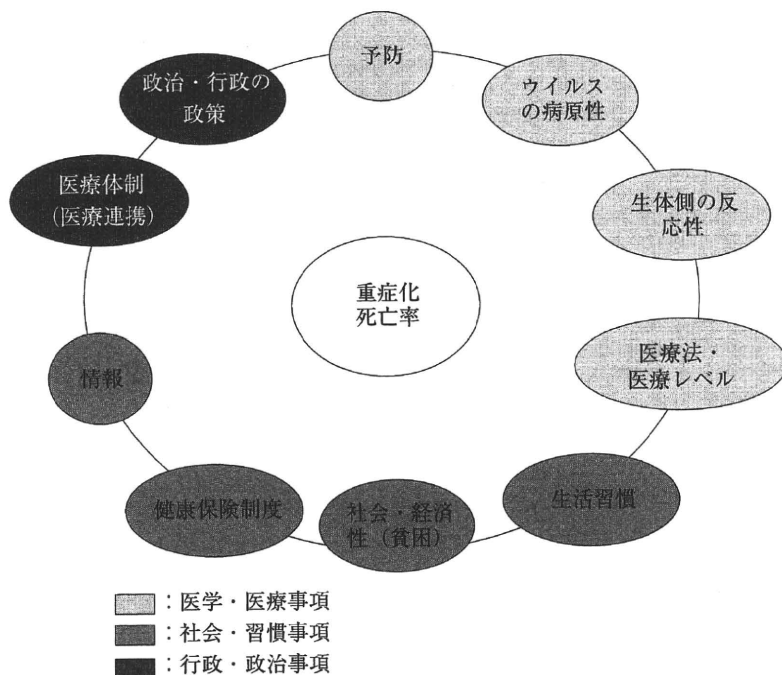 予防
ウイルス
の病原性
生体側の反
応性
医療法・
医療レベル
生活習慣
社会・経済
性（貧困）
健康保険制度
情報
医療体制
（医療連携）
政治・行政の
政策
重症化
死亡率
：医学・医療事項
：社会・習慣事項
：行政・政治事項